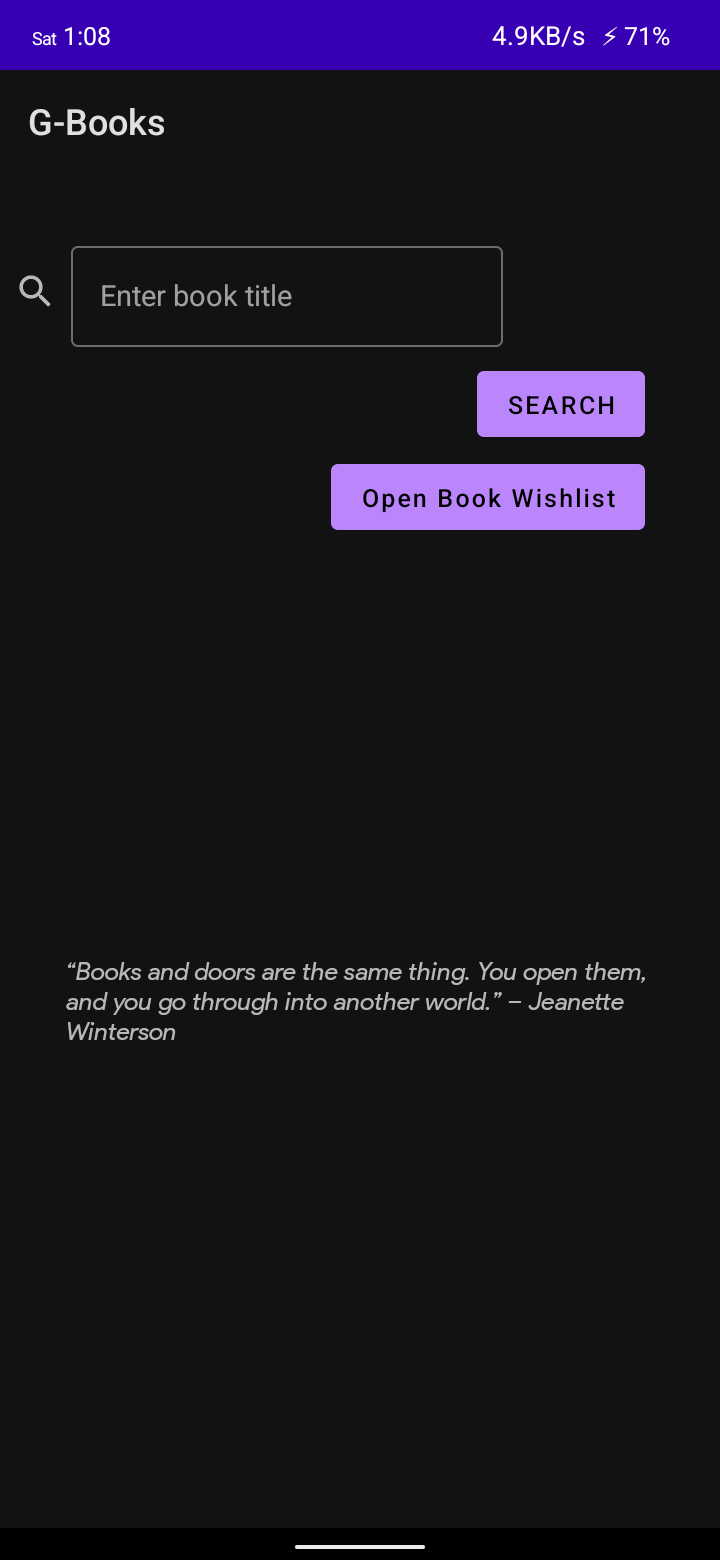 Sat 1:08 4.9KB/s ⚡ 71%
G-Books
Enter book title
SEARCH
Open Book Wishlist
“Books and doors are the same thing. You open them,
and you go through into another world.” – Jeanette
Winterson